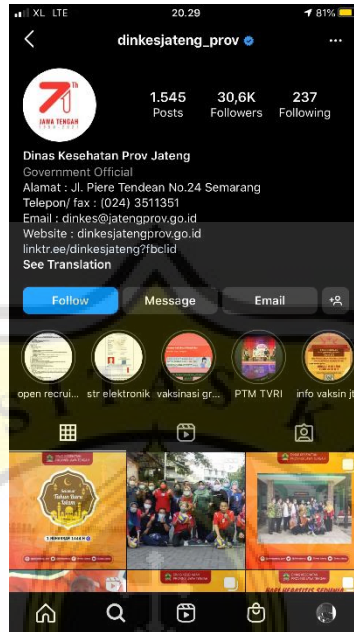 XL LTE 20.29 81%
dinkesjateng_prov
71th
JAWA TENGAH
1.545 30,6K 237
Posts Followers Following
Dinas Kesehatan Prov Jateng
Government Official
Alamat : Jl. Piere Tendean No.24 Semarang
Telepon/ fax : (024) 3511351
Email : dinkes@jatengprov.go.id
Website : dinkesjatengprov.go.id
linktr.ee/dinkesjateng?fbclid
See Translation
Follow Message Email
open recrui... str elektronik vaksinasi gr... PTM TVRI info vaksin jt
Tahun Baru